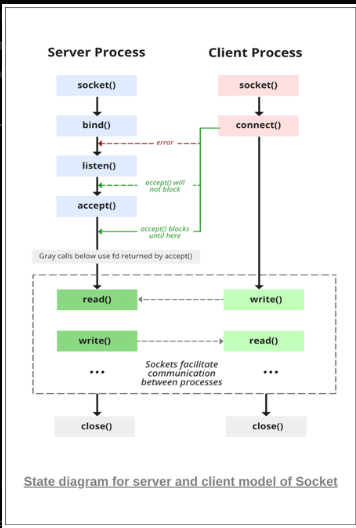 Server Process
Client Process
socket()
socket()
bind()
connect()
error
listen()
accept() will
not block
accept()
accept() blocks
until here
Gray calls below use fd returned by accept()
read()
write()
write()
read()
Sockets facilitate
communication
between processes
...
...
close()
close()
State diagram for server and client model of Socket